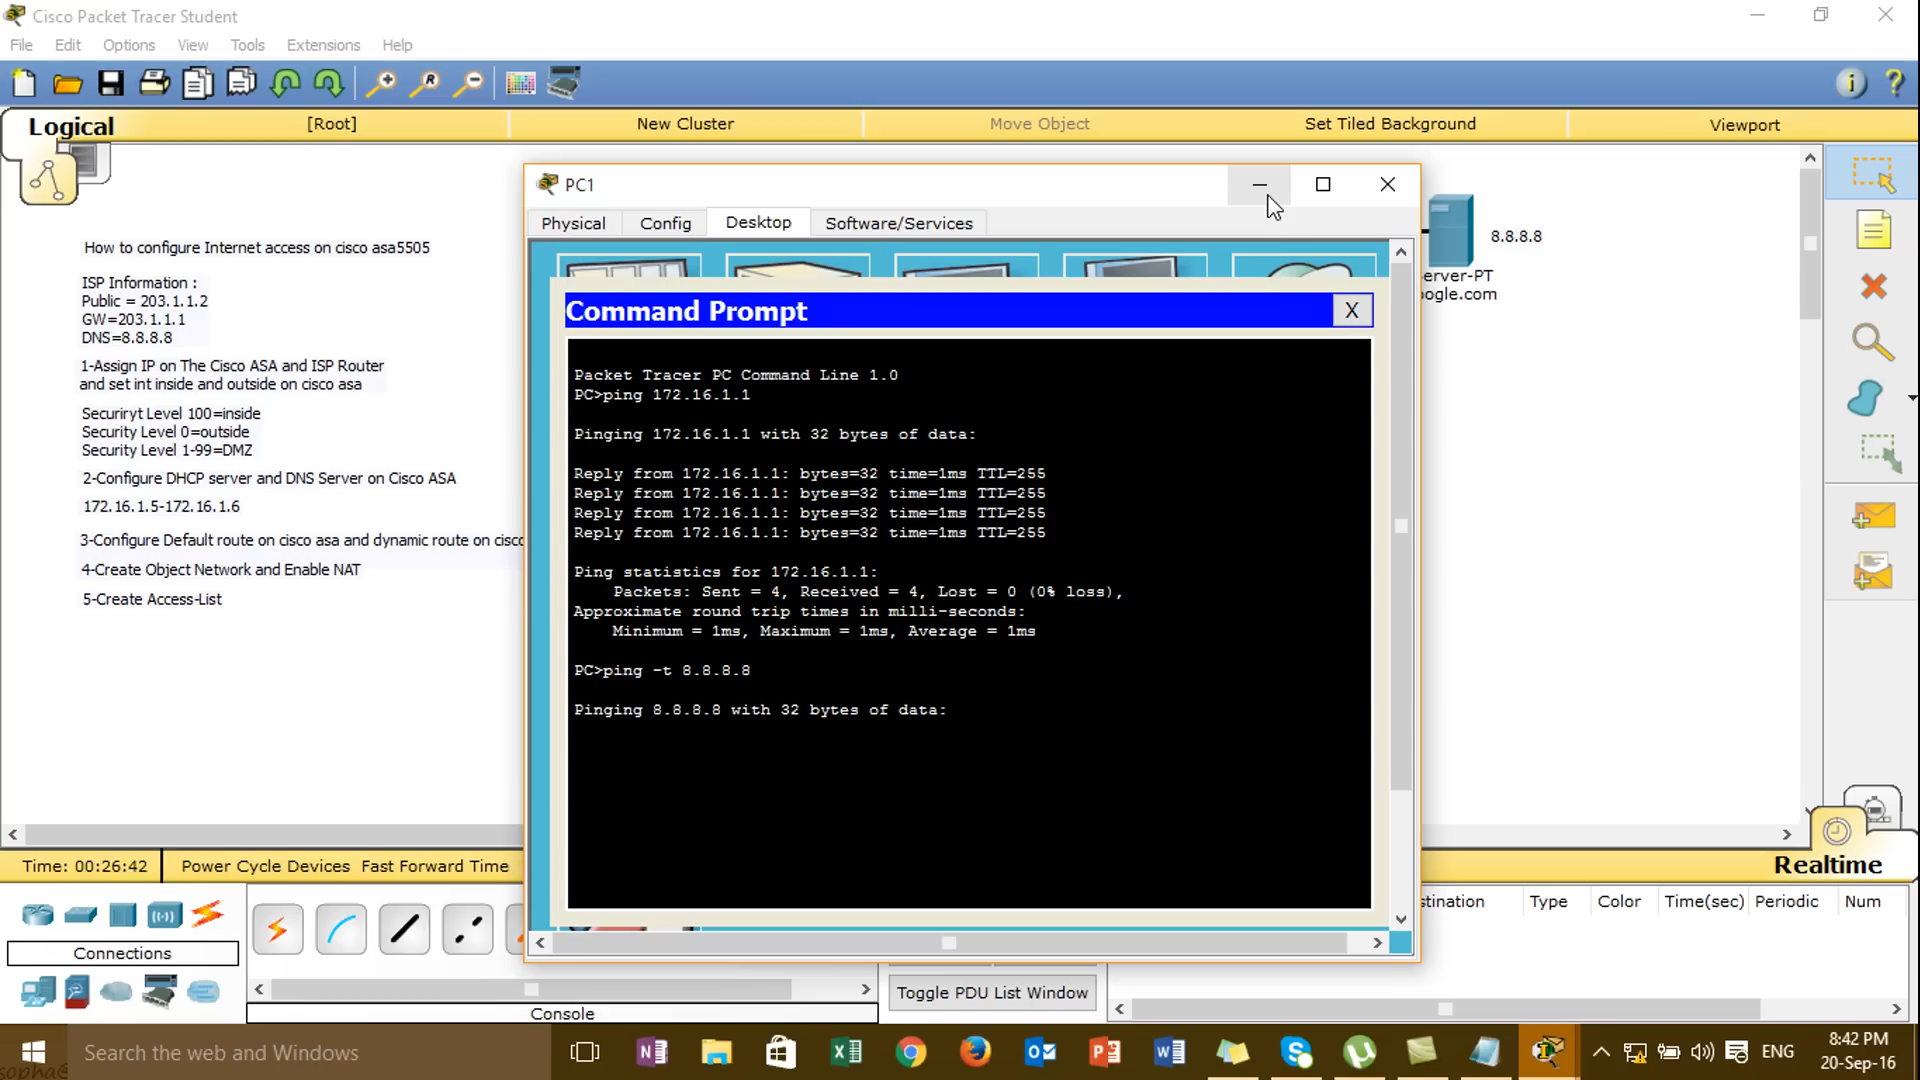 Cisco Packet Tracer Student
File Edit Options View Tools Extensions Help
Logical [Root] New Cluster Move Object Set Tiled Background Viewport
How to configure Internet access on cisco asa5505
ISP Information :
Public = 203.1.1.2
GW=203.1.1.1
DNS=8.8.8.8
1-Assign IP on The Cisco ASA and ISP Router
and set int inside and outside on cisco asa
Securiryt Level 100=inside
Security Level 0=outside
Security Level 1-99=DMZ
2-Configure DHCP server and DNS Server on Cisco ASA
172.16.1.5-172.16.1.6
3-Configure Default route on cisco asa and dynamic route on cisco
4-Create Object Network and Enable NAT
5-Create Access-List
PC1
Physical Config Desktop Software/Services
Command Prompt X
Packet Tracer PC Command Line 1.0
PC>ping 172.16.1.1
Pinging 172.16.1.1 with 32 bytes of data:
Reply from 172.16.1.1: bytes=32 time=1ms TTL=255
Reply from 172.16.1.1: bytes=32 time=1ms TTL=255
Reply from 172.16.1.1: bytes=32 time=1ms TTL=255
Reply from 172.16.1.1: bytes=32 time=1ms TTL=255
Ping statistics for 172.16.1.1:
Packets: Sent = 4, Received = 4, Lost = 0 (0% loss),
Approximate round trip times in milli-seconds:
Minimum = 1ms, Maximum = 1ms, Average = 1ms
PC>ping -t 8.8.8.8
Pinging 8.8.8.8 with 32 bytes of data:
8.8.8.8
erver-PT
oogle.com
Time: 00:26:42 Power Cycle Devices Fast Forward Time Realtime
Connections
Console
Toggle PDU List Window
stination Type Color Time(sec) Periodic Num
Search the web and Windows
sopha@
ENG
8:42 PM
20-Sep-16